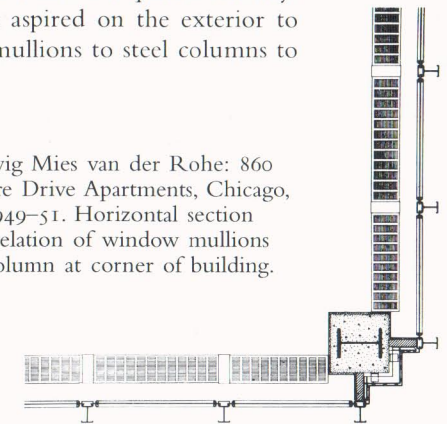 aspired on the exterior to
mullions to steel columns to
vig Mies van der Rohe: 860
re Drive Apartments, Chicago,
949–51. Horizontal section
elation of window mullions
olumn at corner of building.